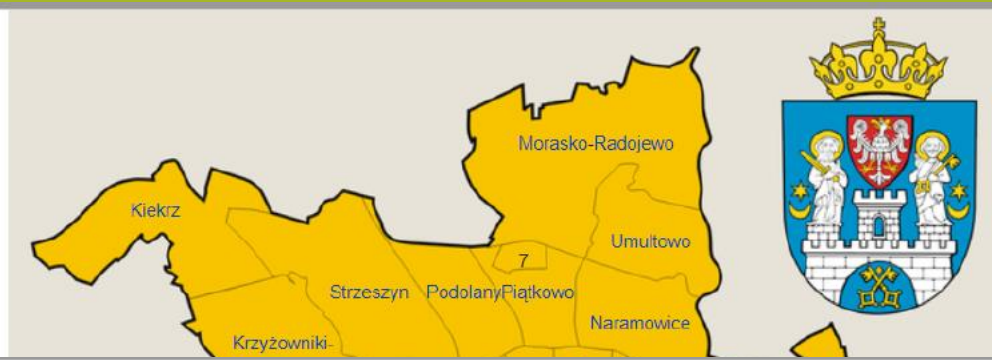 Morasko-Radojewo
Kiekrz
Umultowo
7
Strzeszyn
Podolany
Piątkowo
Naramowice
Krzyżowniki-